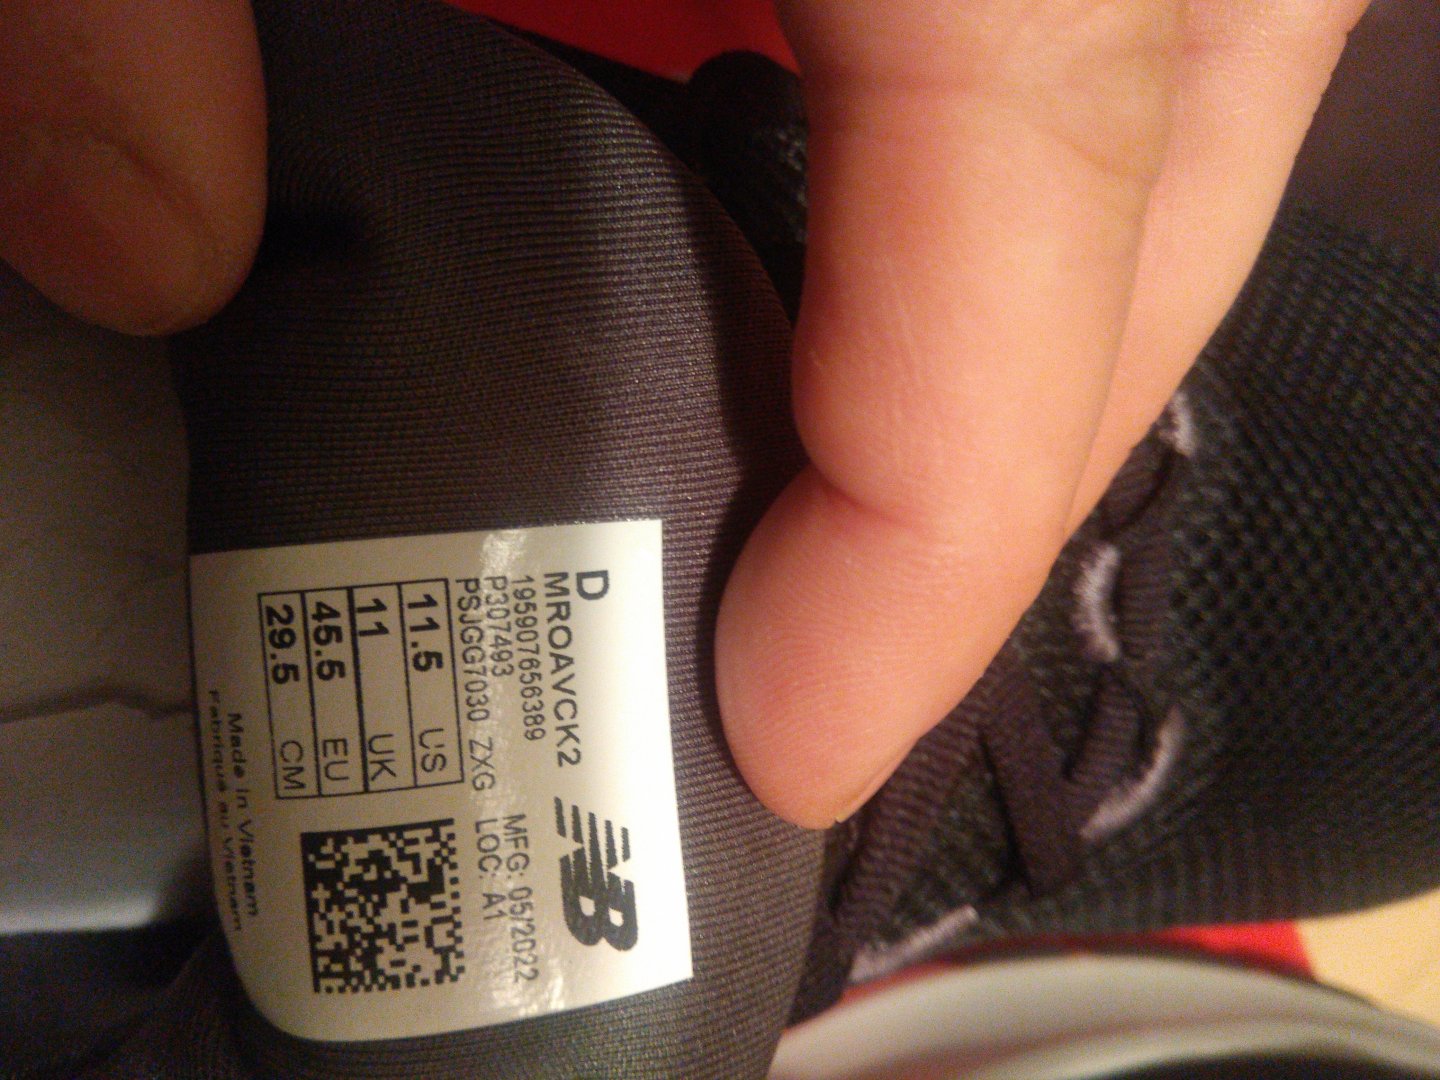 D
MROAVCK2
195907656389
P307493 MFG: 05/2022
PSJGG7030 ZXG LOC: A1
11.5 US
11 UK
45.5 EU
29.5 CM
Made in Vietnam
Fabriqué au Vietnam
NB